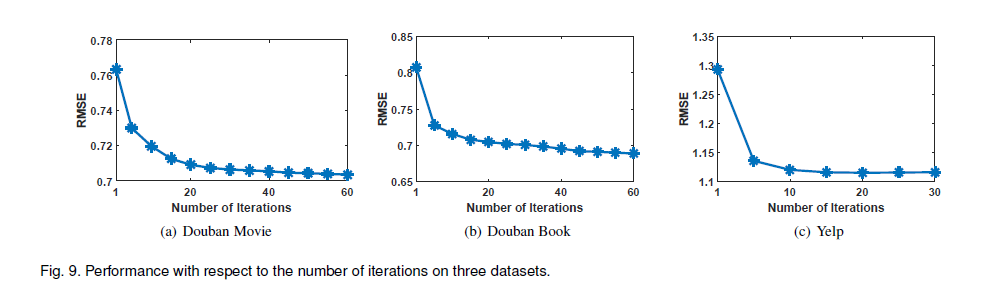 0.78
0.76
0.74
0.72
0.7
RMSE
1 20 40 60
Number of Iterations
(a) Douban Movie
0.85
0.8
0.75
0.7
0.65
RMSE
1 20 40 60
Number of Iterations
(b) Douban Book
1.35
1.3
1.25
1.2
1.15
1.1
RMSE
1 10 20 30
Number of Iterations
(c) Yelp
Fig. 9. Performance with respect to the number of iterations on three datasets.